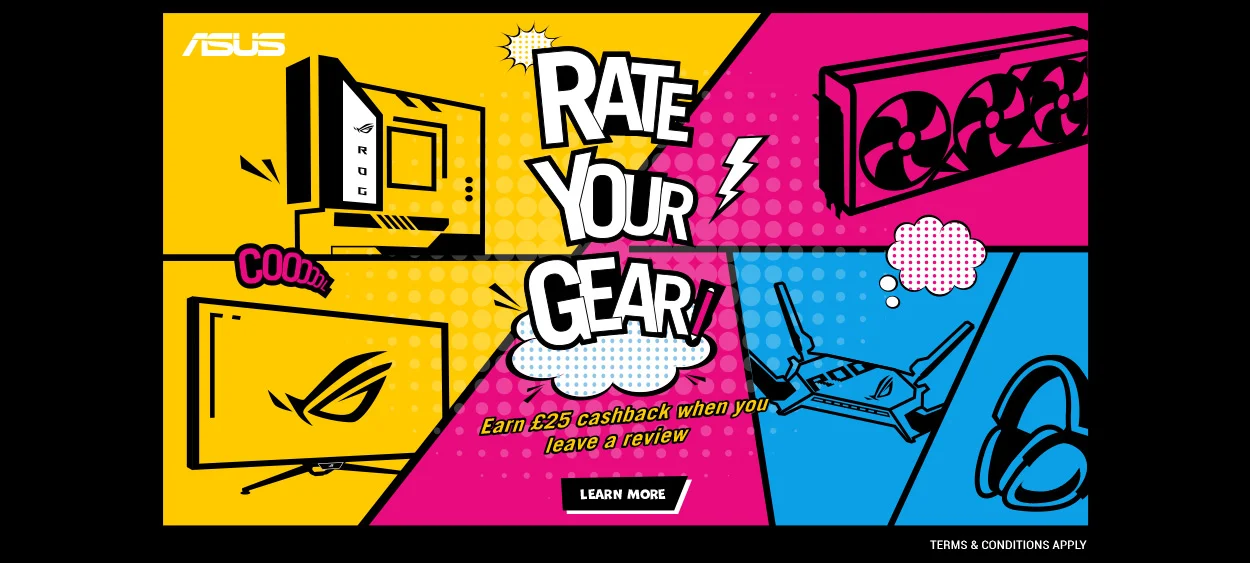 ASUS
RATE
YOUR
GEAR!
ROG
COOOOOL
ROG
Earn £25 cashback when you
leave a review
LEARN MORE
TERMS & CONDITIONS APPLY